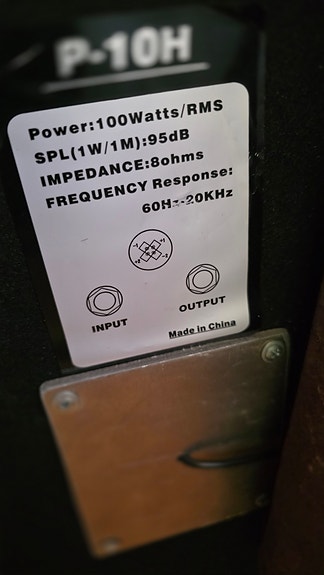 P-10H
Power:100Watts/RMS
SPL(1W/1M):95dB
IMPEDANCE:8ohms
FREQUENCY Response:
60Hz-20KHz
INPUT
OUTPUT
Made in China